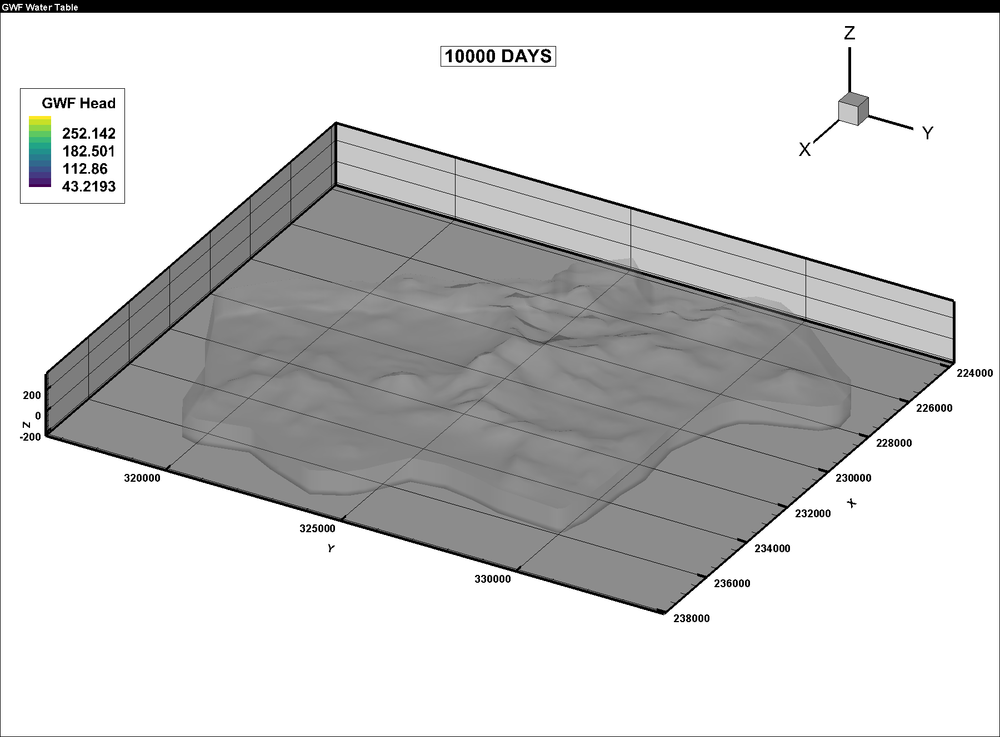 GWF Water Table
10000 DAYS
Z
Y
X
GWF Head
252.142
182.501
112.86
43.2193
200
0
-200
Z
320000
325000
330000
Y
224000
226000
228000
230000
232000
234000
236000
238000
X